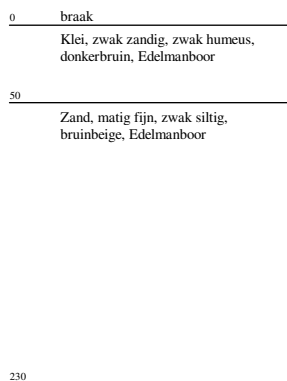 0 braak
Klei, zwak zandig, zwak humeus,
donkerbruin, Edelmanboor
50
Zand, matig fijn, zwak siltig,
bruinbeige, Edelmanboor
230